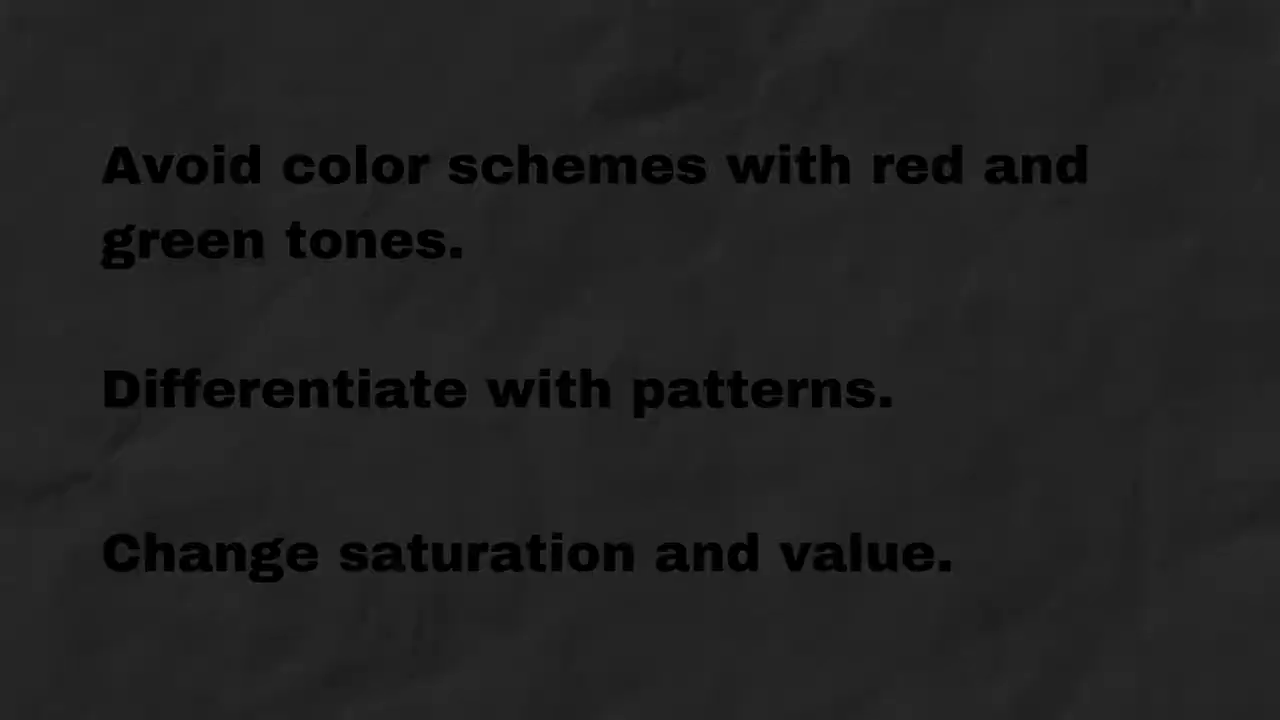 Avoid color schemes with red and
green tones.
Differentiate with patterns.
Change saturation and value.